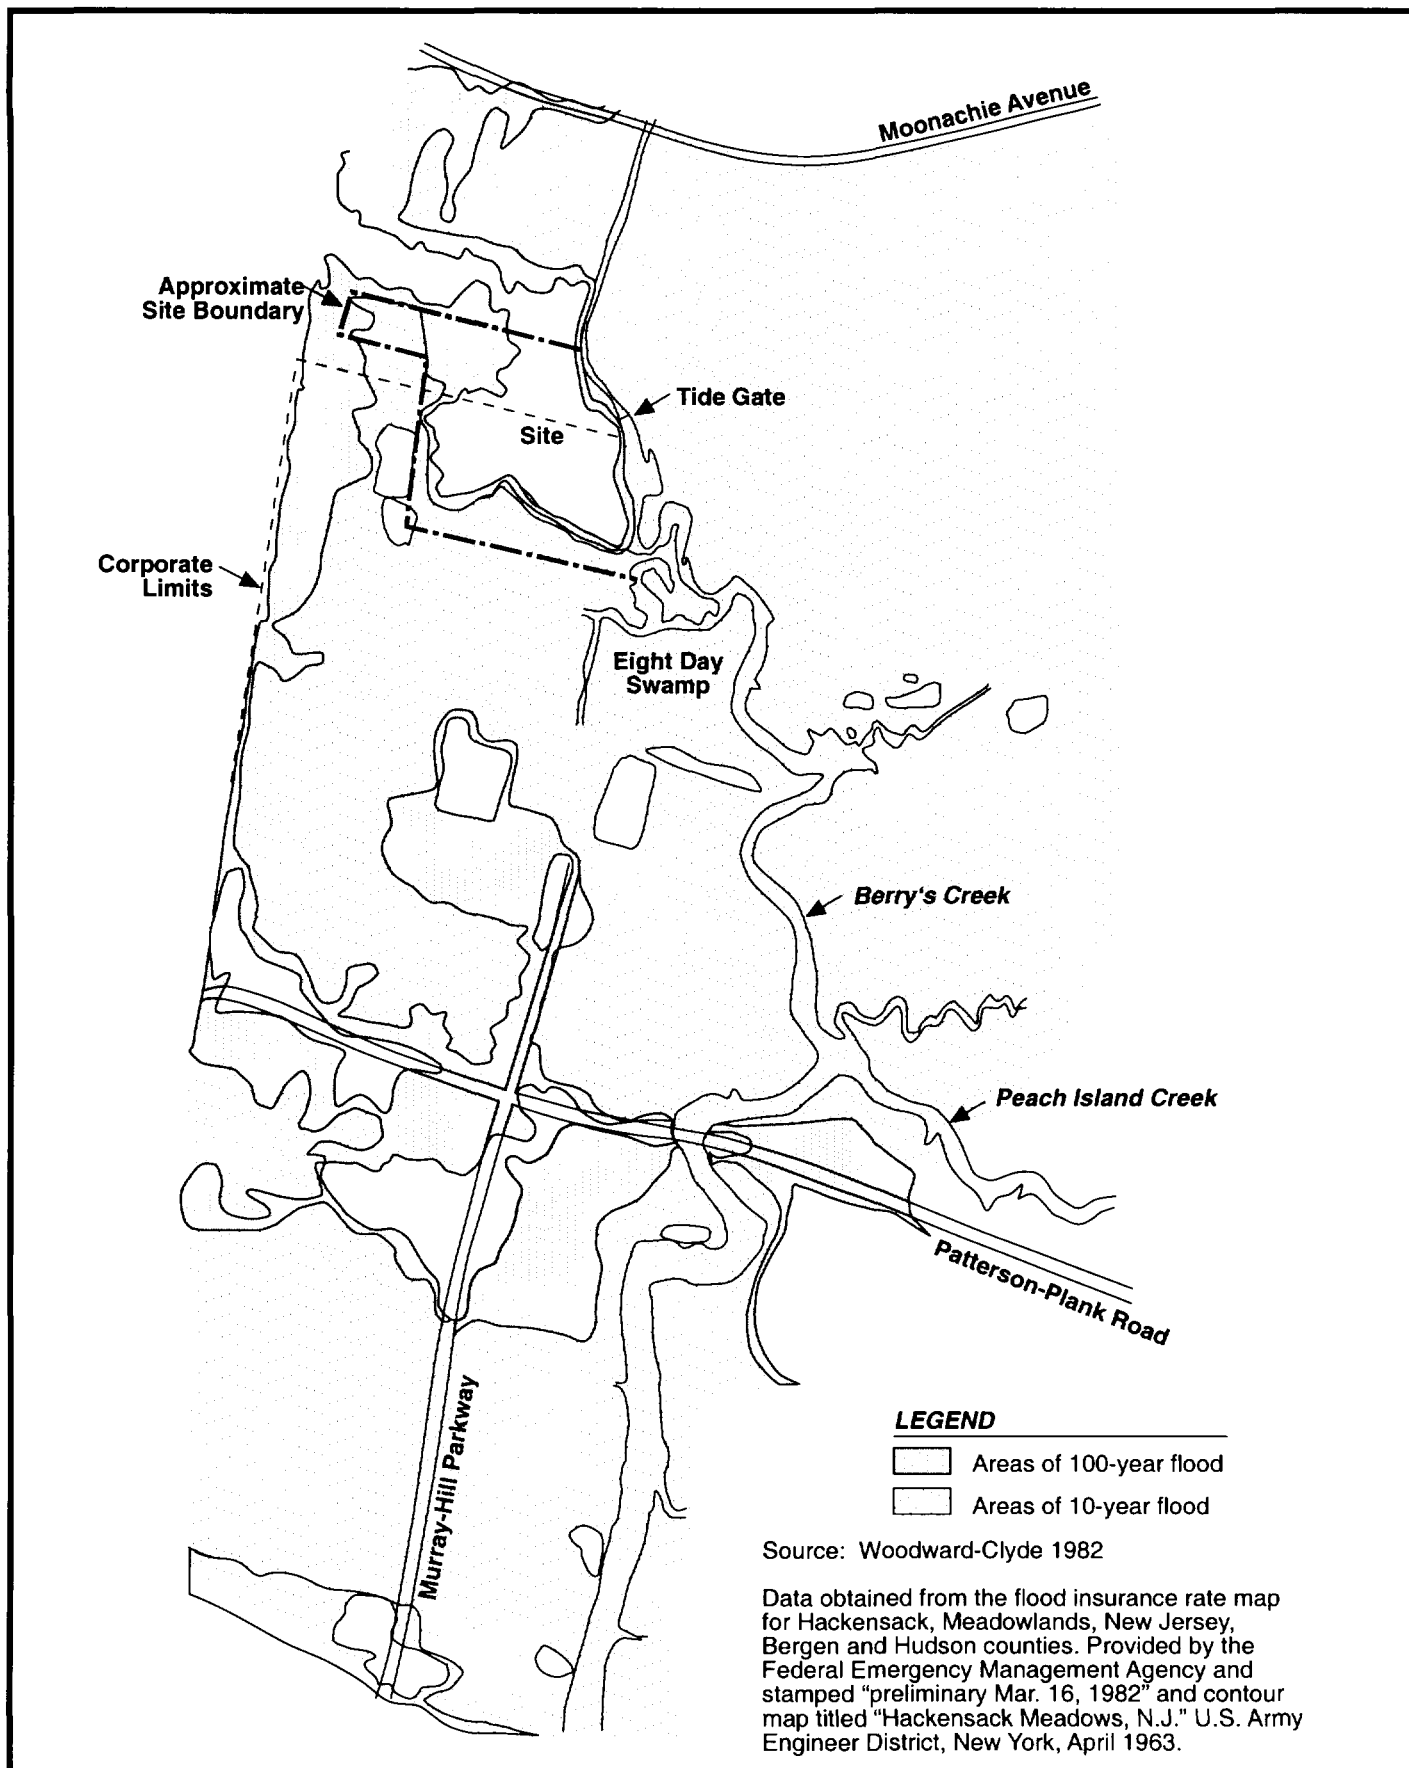 Moonachie Avenue
Approximate
Site Boundary
Tide Gate
Site
Corporate
Limits
Eight Day
Swamp
Berry's Creek
Peach Island Creek
Patterson-Plank Road
Murray-Hill Parkway
LEGEND
Areas of 100-year flood
Areas of 10-year flood
Source: Woodward-Clyde 1982
Data obtained from the flood insurance rate map
for Hackensack, Meadowlands, New Jersey,
Bergen and Hudson counties. Provided by the
Federal Emergency Management Agency and
stamped “preliminary Mar. 16, 1982” and contour
map titled “Hackensack Meadows, N.J.” U.S. Army
Engineer District, New York, April 1963.